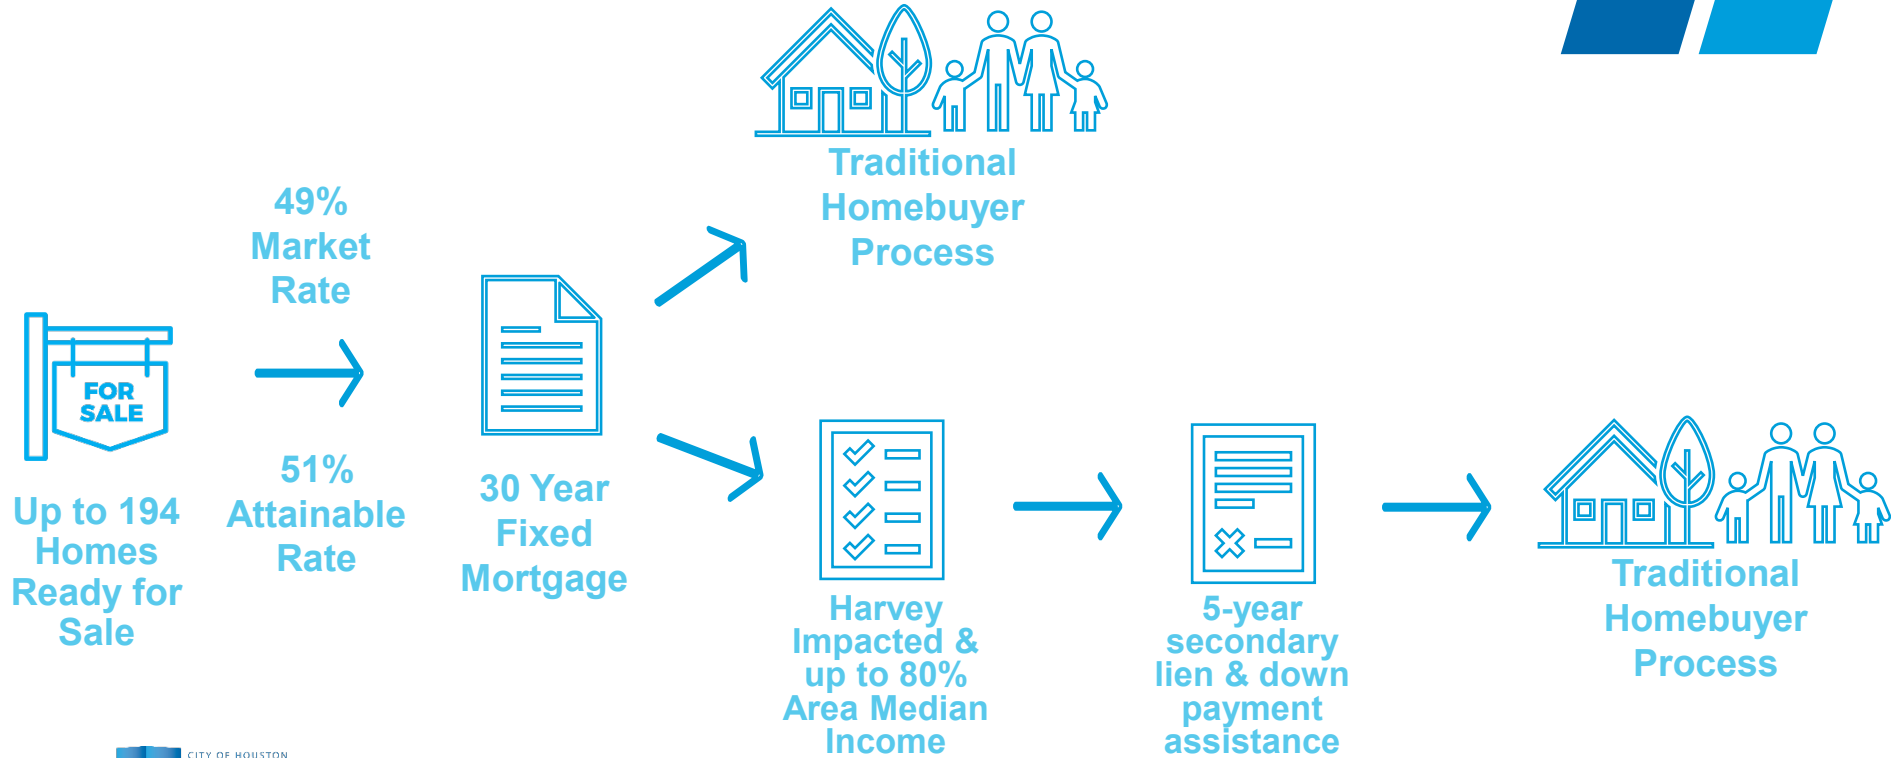 FOR
SALE
Up to 194
Homes
Ready for
Sale
49%
Market
Rate
51%
Attainable
Rate
30 Year
Fixed
Mortgage
Traditional
Homebuyer
Process
Harvey
Impacted &
up to 80%
Area Median
Income
5-year
secondary
lien & down
payment
assistance
Traditional
Homebuyer
Process
CITY OF HOUSTON